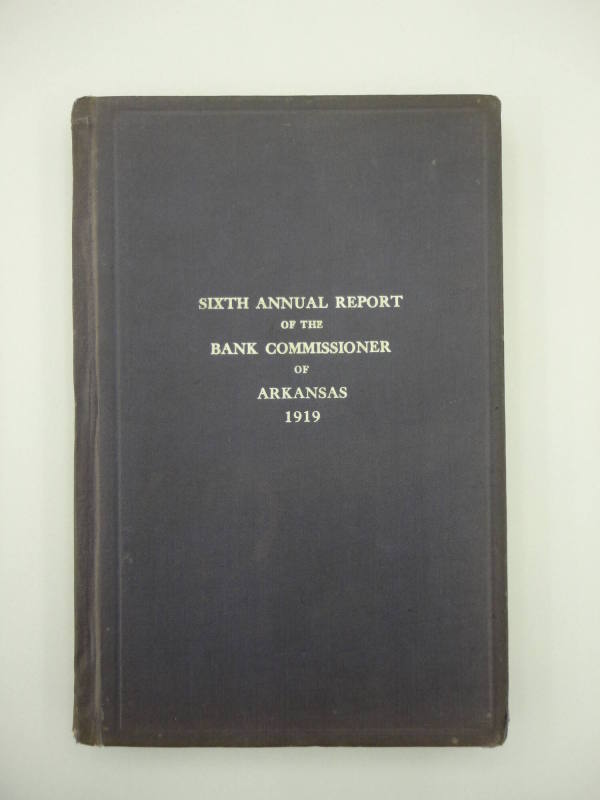 SIXTH ANNUAL REPORT
OF THE
BANK COMMISSIONER
OF
ARKANSAS
1919